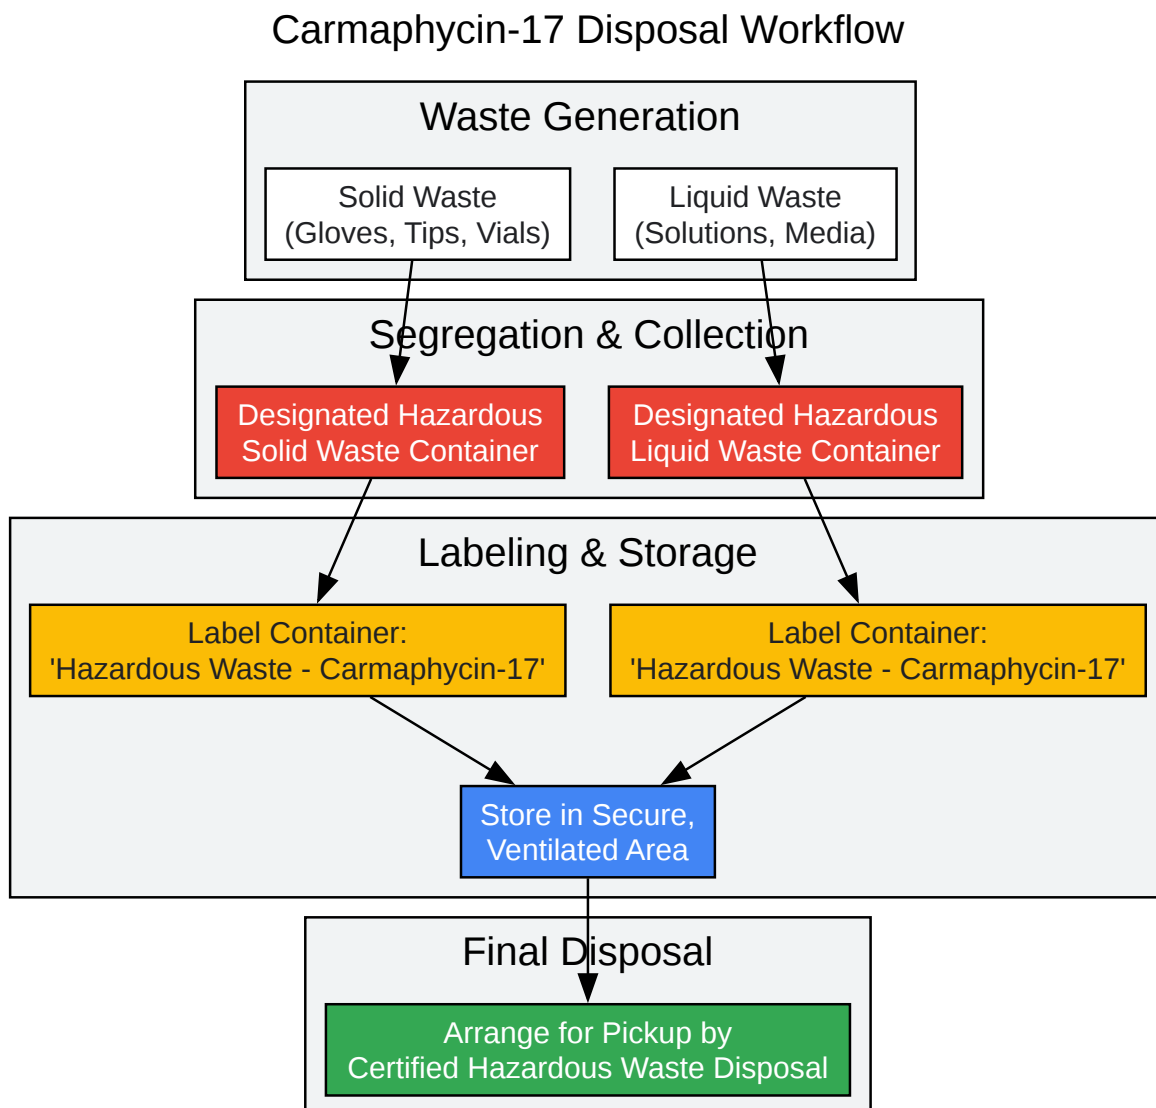 Carmaphycin-17 Disposal Workflow
Waste Generation
Solid Waste
(Gloves, Tips, Vials)
Liquid Waste
(Solutions, Media)
Segregation & Collection
Designated Hazardous
Solid Waste Container
Designated Hazardous
Liquid Waste Container
Labeling & Storage
Label Container:
'Hazardous Waste - Carmaphycin-17'
Label Container:
'Hazardous Waste - Carmaphycin-17'
Store in Secure,
Ventilated Area
Final Disposal
Arrange for Pickup by
Certified Hazardous Waste Disposal